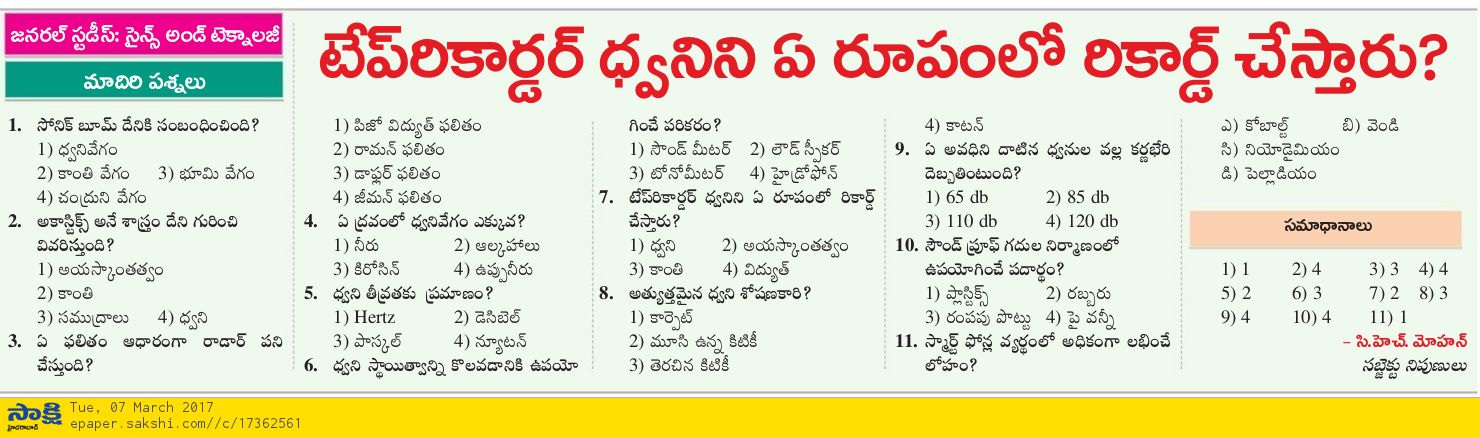 జనరల్ స్టడీస్: సైన్స్ అండ్ టెక్నాలజీ
మాదిరి ప్రశ్నలు
టేప్‌రికార్డర్ ధ్వనిని ఏ రూపంలో రికార్డ్ చేస్తారు?
1. సోనిక్ బూమ్ దేనికి సంబంధించింది?
1) ధ్వనివేగం
2) కాంతి వేగం 3) భూమి వేగం
4) చంద్రుని వేగం
2. అకాస్టిక్స్ అనే శాస్త్రం దేని గురించి
వివరిస్తుంది?
1) అయస్కాంతత్వం
2) కాంతి
3) సముద్రాలు 4) ధ్వని
3. ఏ ఫలితం ఆధారంగా రాడార్ పని
చేస్తుంది?
1) పిజో విద్యుత్ ఫలితం
2) రామన్ ఫలితం
3) డాప్లర్ ఫలితం
4) జీమన్ ఫలితం
4. ఏ ద్రవంలో ధ్వనివేగం ఎక్కువ?
1) నీరు 2) ఆల్కహాలు
3) కిరోసిన్ 4) ఉప్పునీరు
5. ధ్వని తీవ్రతకు ప్రమాణం?
1) Hertz 2) డెసిబెల్
3) పాస్కల్ 4) న్యూటన్
6. ధ్వని స్థాయిత్వాన్ని కొలవడానికి ఉపయో
గించే పరికరం?
1) సౌండ్ మీటర్ 2) లౌడ్ స్పీకర్
3) టోనోమీటర్ 4) హైడ్రోఫోన్
7. టేప్‌రికార్డర్ ధ్వనిని ఏ రూపంలో రికార్డ్
చేస్తారు?
1) ధ్వని 2) అయస్కాంతత్వం
3) కాంతి 4) విద్యుత్
8. అత్యుత్తమైన ధ్వని శోషణకారి?
1) కార్పెట్
2) మూసి ఉన్న కిటికీ
3) తెరచిన కిటికీ
4) కాటన్
9. ఏ అవధిని దాటిన ధ్వనుల వల్ల కర్ణభేరి
దెబ్బతింటుంది?
1) 65 db 2) 85 db
3) 110 db 4) 120 db
10. సౌండ్ ప్రూఫ్ గదుల నిర్మాణంలో
ఉపయోగించే పదార్థం?
1) ప్లాస్టిక్స్ 2) రబ్బరు
3) రంపపు పొట్టు 4) పై వన్నీ
11. స్మార్ట్ ఫోన్ల వ్యర్థంలో అధికంగా లభించే
లోహం?
ఎ) కోబాల్ట్ బి) వెండి
సి) నియోడైమియం
డి) పెల్లాడియం
సమాధానాలు
1) 1 2) 4 3) 3 4) 4
5) 2 6) 3 7) 2 8) 3
9) 4 10) 4 11) 1
– సి.హెచ్. మోహన్
సబ్జెక్టు నిపుణులు
సాక్షి
హైదరాబాద్
Tue, 07 March 2017
epaper.sakshi.com//c/17362561